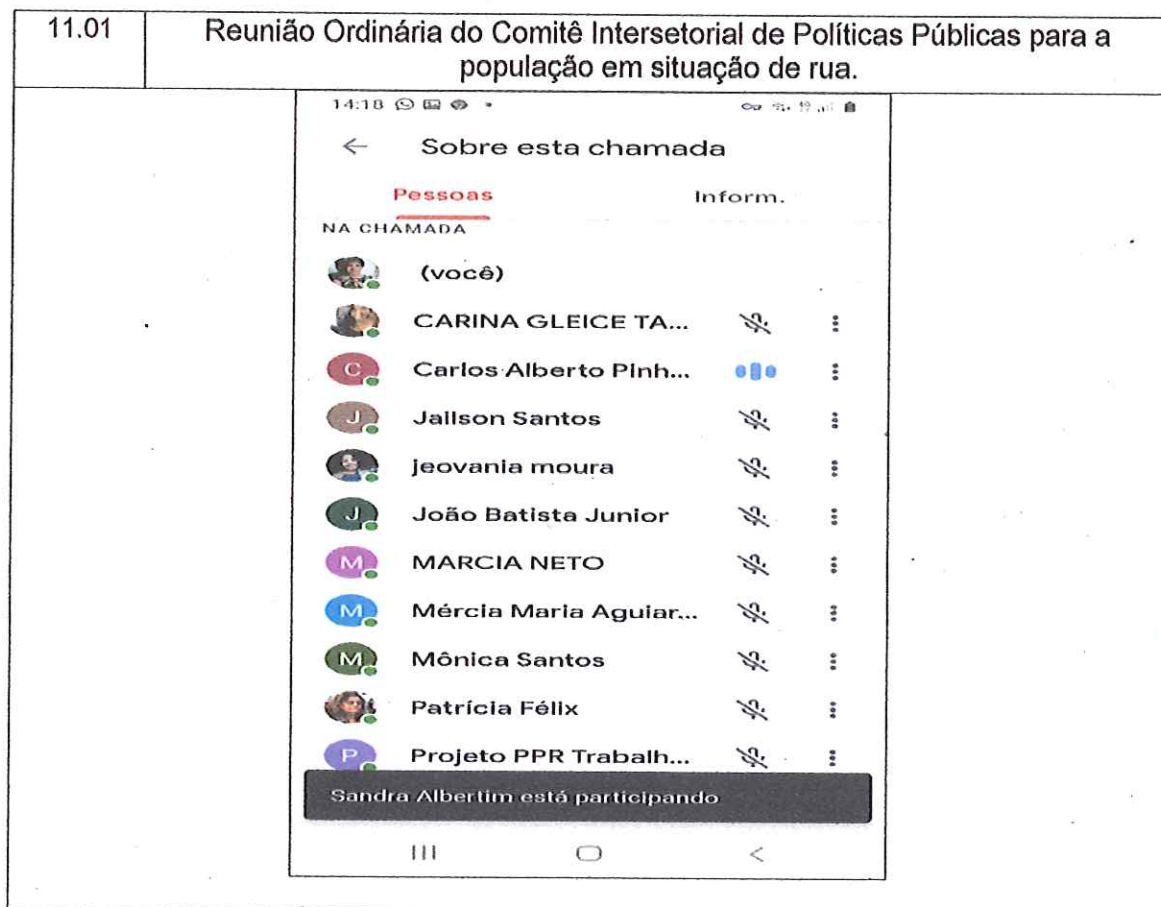 11.01
Reunião Ordinária do Comitê Intersetorial de Políticas Públicas para a
população em situação de rua.
14:18
Sobre esta chamada
Pessoas Inform.
NA CHAMADA
(você)
CARINA GLEICE TA...
C Carlos Alberto Pinh...
J Jailson Santos
jeovania moura
J João Batista Junior
M MARCIA NETO
M Mércia Maria Aguiar...
M Mônica Santos
Patrícia Félix
P Projeto PPR Trabalh...
Sandra Albertim está participando